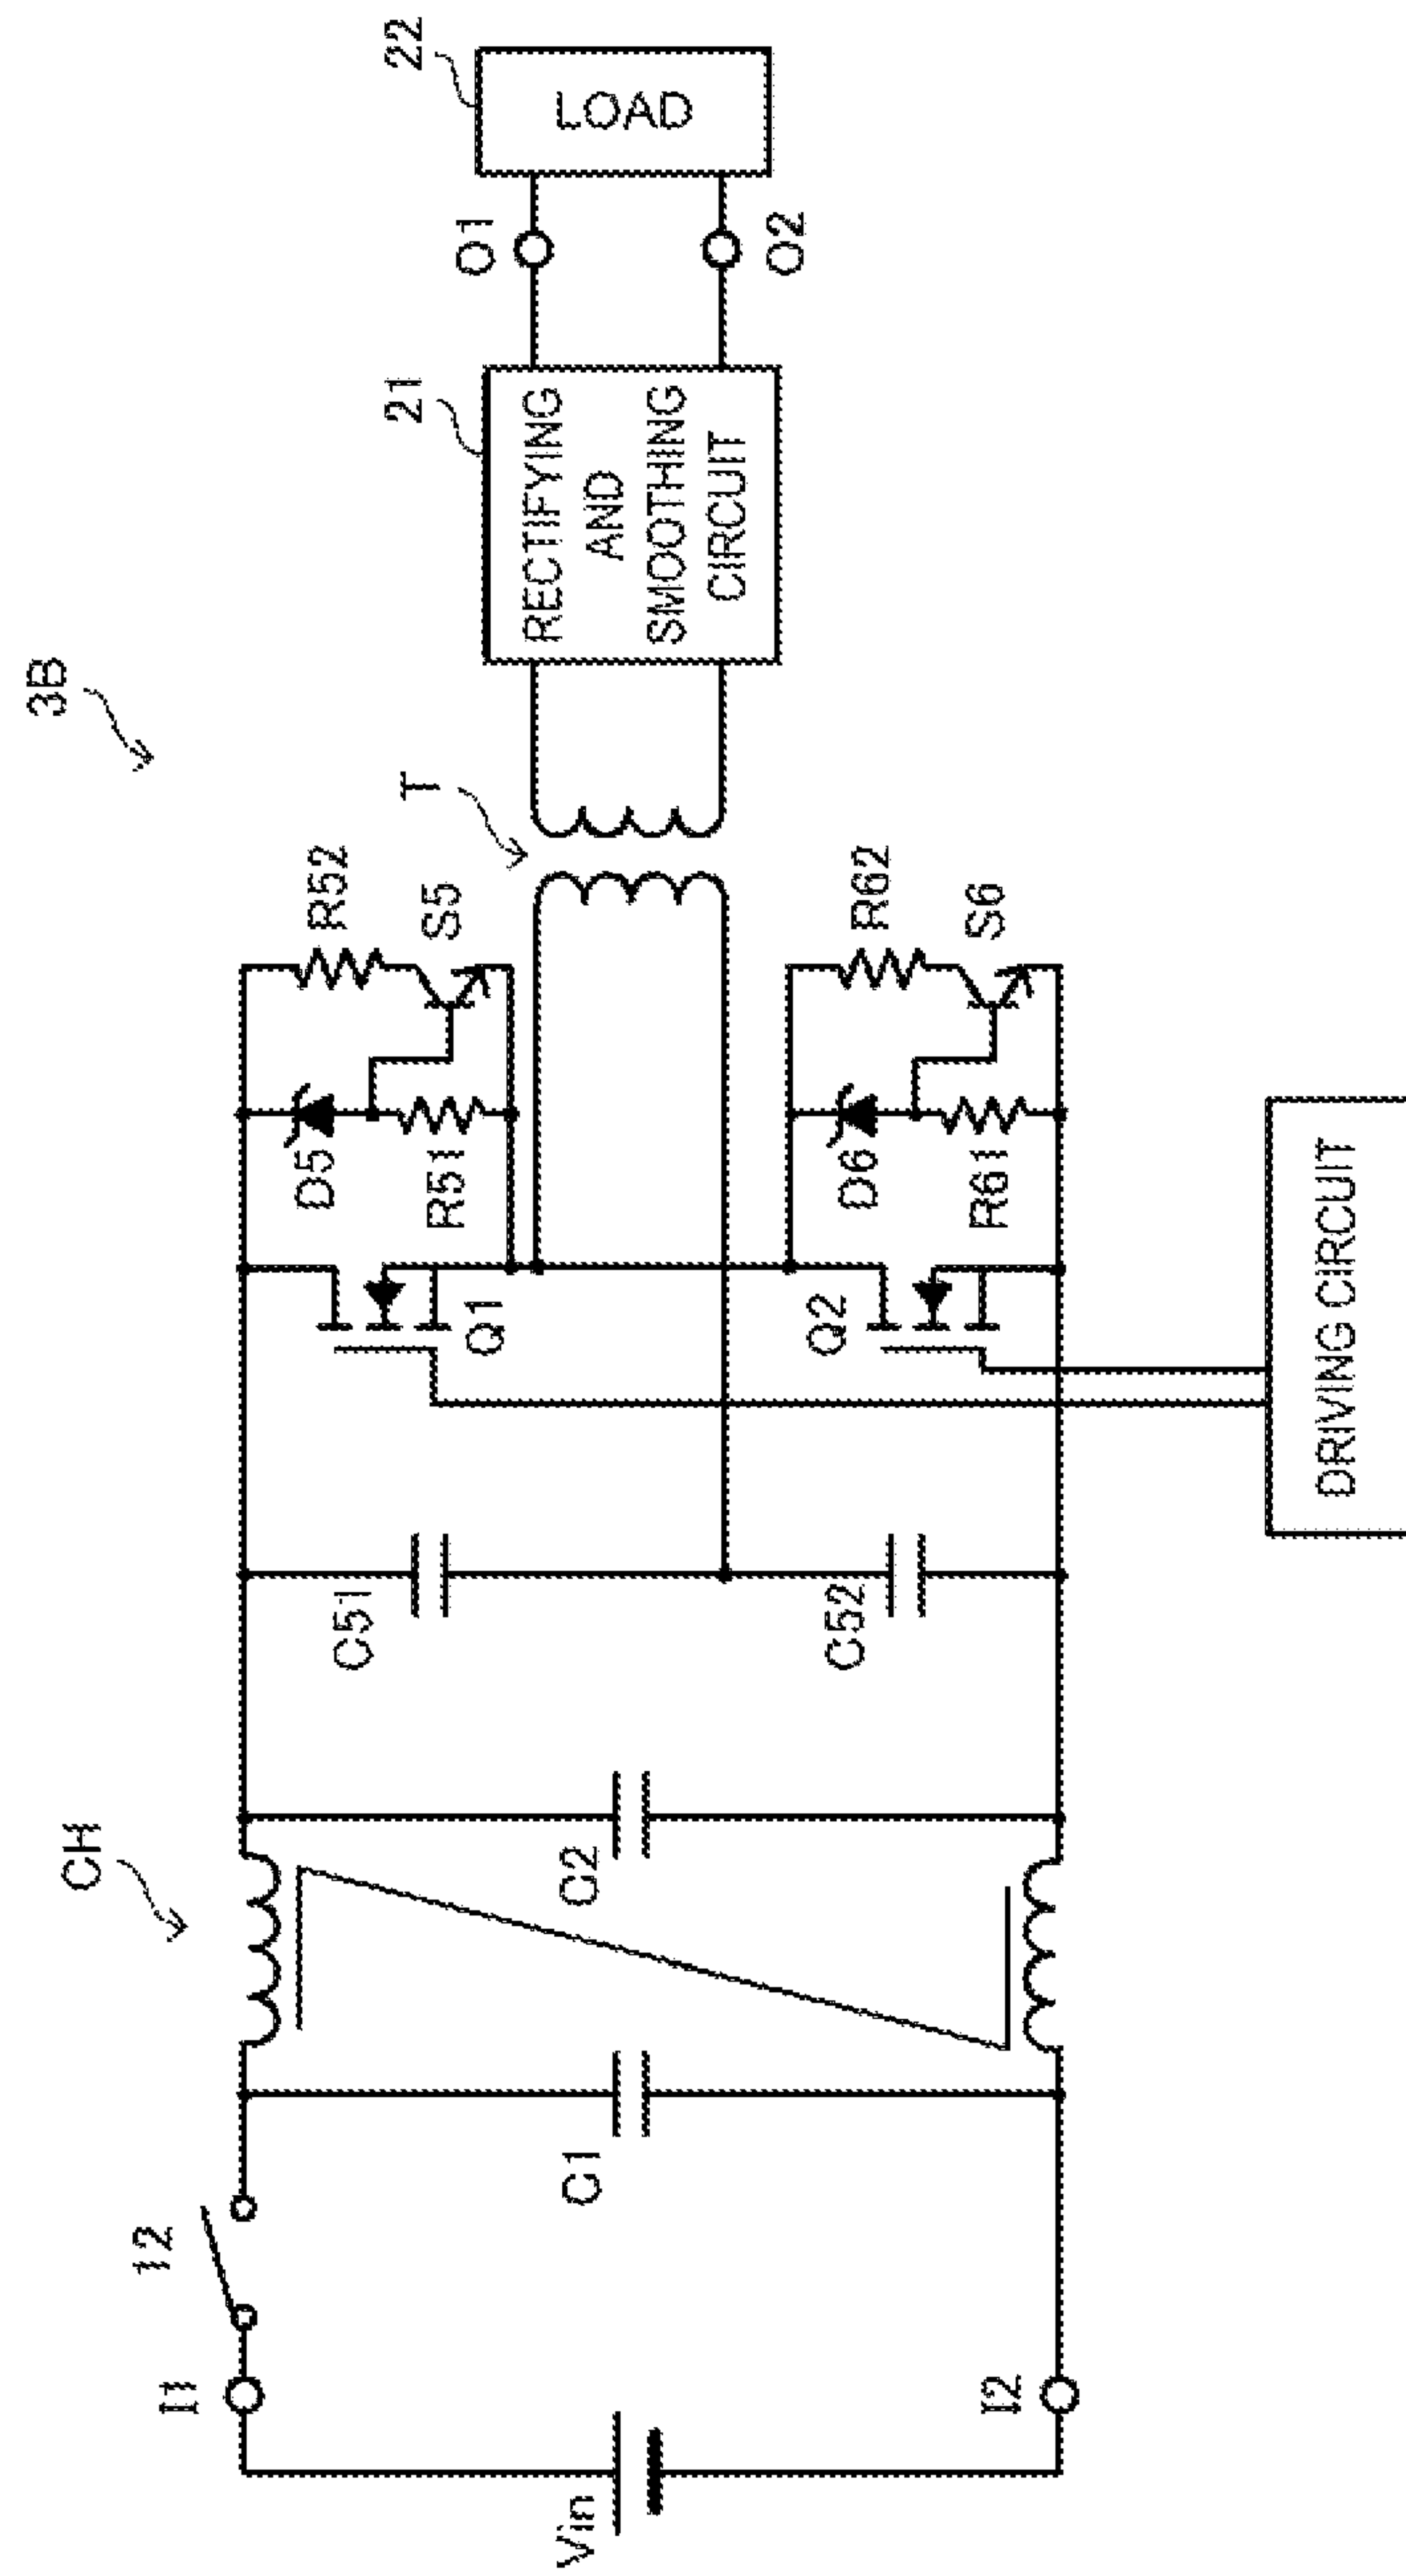 3B
CH
12
I1
T
22
21
R52
S5
D5
R51
O1
LOAD
RECTIFYING
AND
SMOOTHING
CIRCUIT
C51
Q1
Vin
C1
C2
O2
C52
Q2
D6
R61
R62
S6
I2
DRIVING CIRCUIT